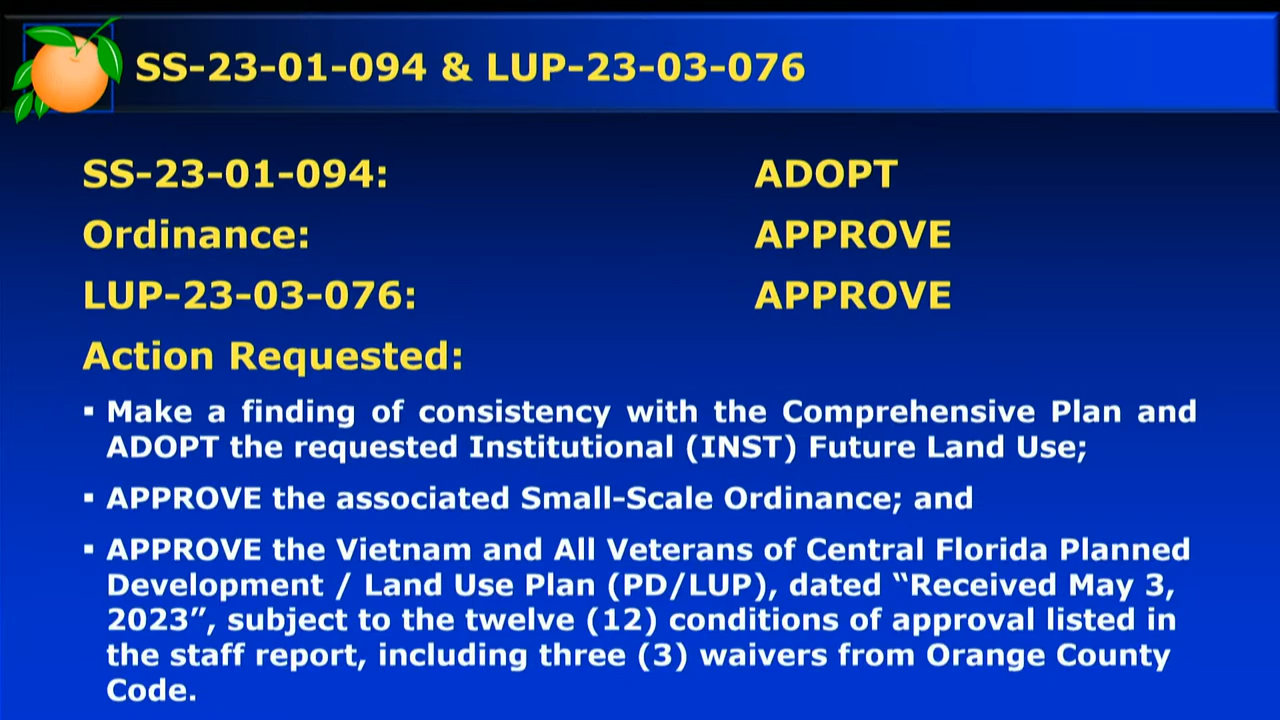 SS-23-01-094 & LUP-23-03-076
SS-23-01-094: ADOPT
Ordinance: APPROVE
LUP-23-03-076: APPROVE
Action Requested:
▪ Make a finding of consistency with the Comprehensive Plan and
ADOPT the requested Institutional (INST) Future Land Use;
▪ APPROVE the associated Small-Scale Ordinance; and
▪ APPROVE the Vietnam and All Veterans of Central Florida Planned
Development / Land Use Plan (PD/LUP), dated “Received May 3,
2023”, subject to the twelve (12) conditions of approval listed in
the staff report, including three (3) waivers from Orange County
Code.